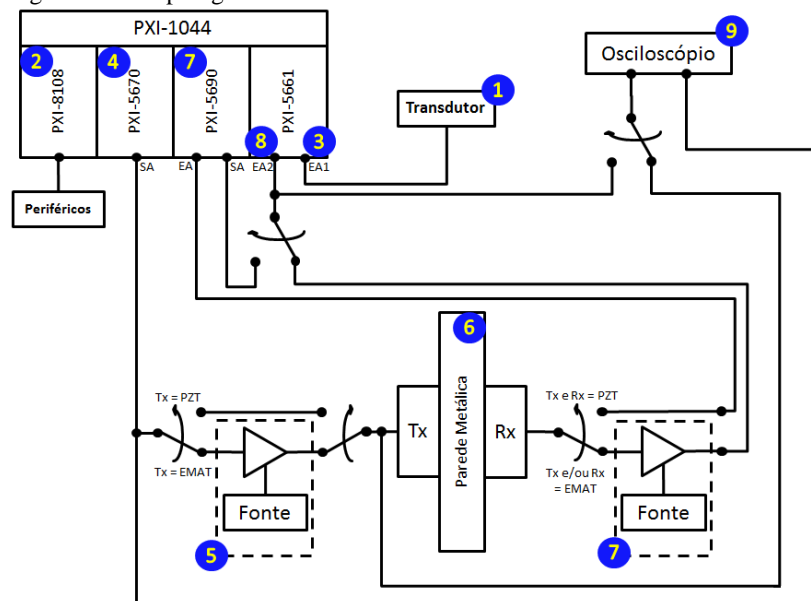 PXI-1044
2
PXI-8108
4
PXI-5670
7
PXI-5690
PXI-5661
8
3
SA
EA
SA
EA2
EA1
Periféricos
1
Transdutor
9
Osciloscópio
6
Parede Metálica
Tx
Rx
Tx = PZT
Tx = EMAT
Fonte
5
Tx e Rx = PZT
Tx e/ou Rx
= EMAT
Fonte
7